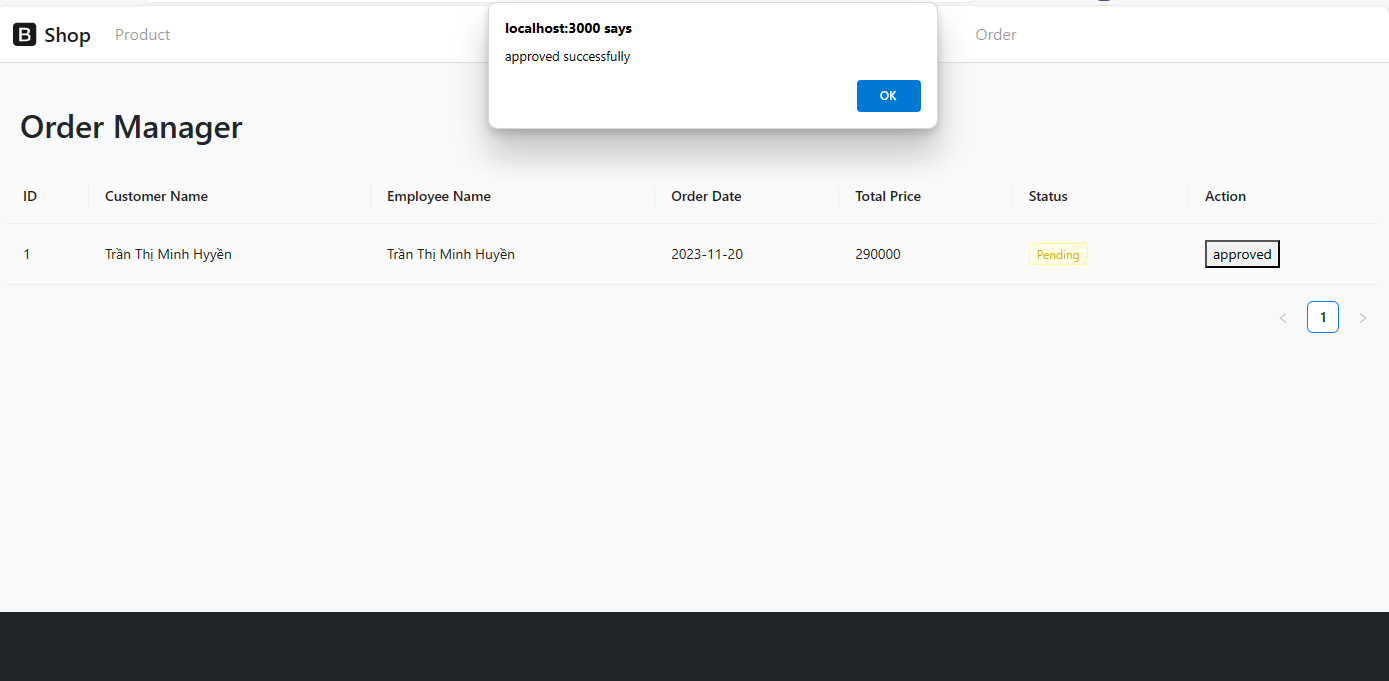 localhost:3000 says
approved successfully
OK
B Shop Product Order
Order Manager
ID Customer Name Employee Name Order Date Total Price Status Action
1 Trần Thị Minh Hyyền Trần Thị Minh Huyền 2023-11-20 290000 Pending approved
< 1 >